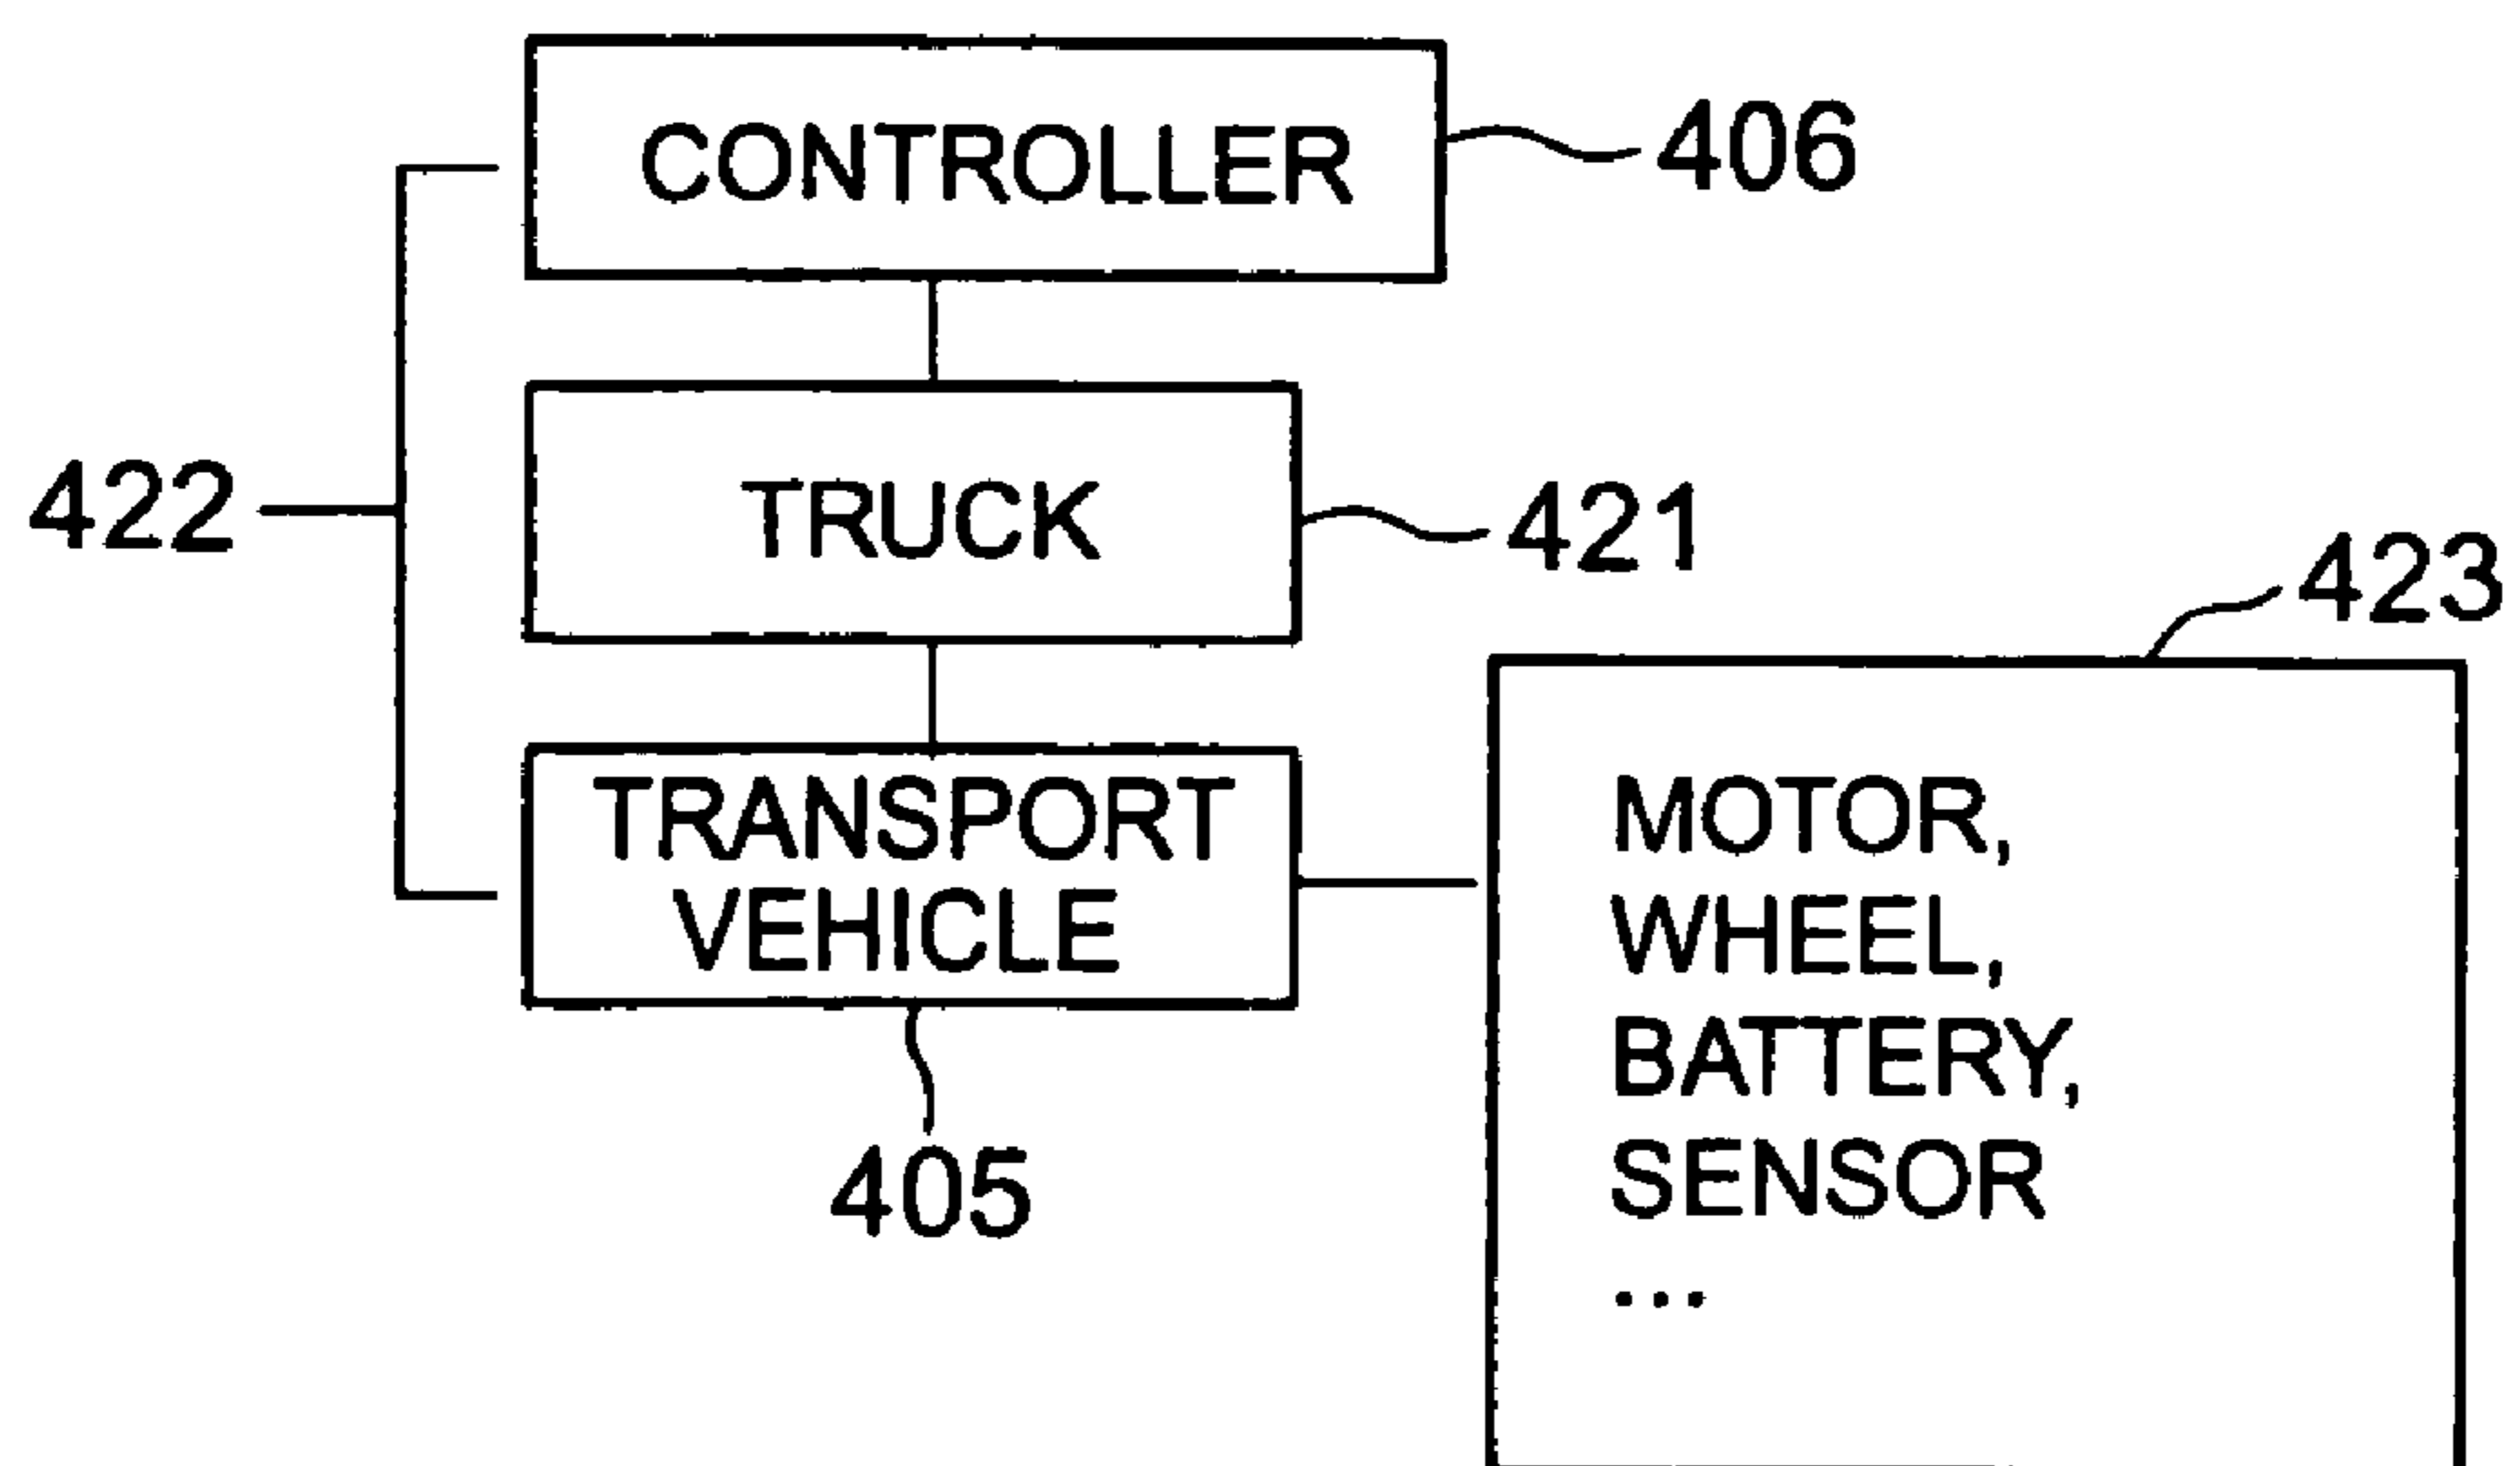 CONTROLLER
406
422
TRUCK
421
423
TRANSPORT
VEHICLE
405
MOTOR,
WHEEL,
BATTERY,
SENSOR
...